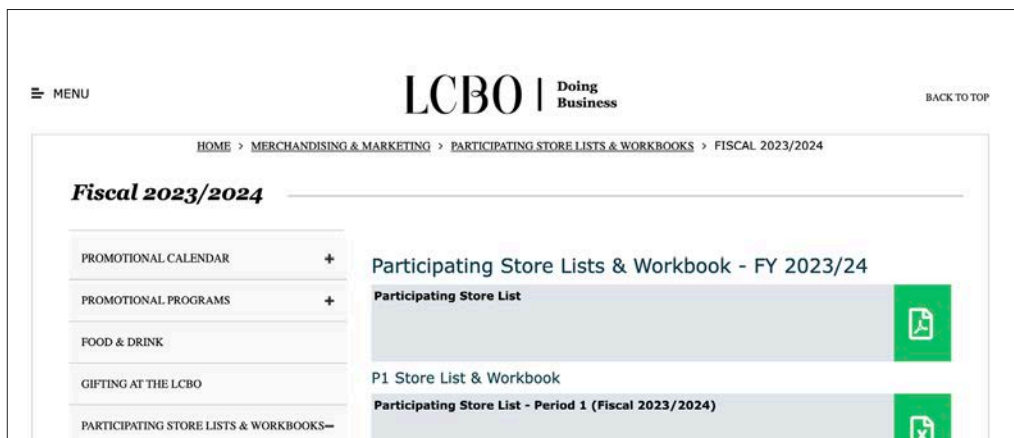 MENU
LCBO | Doing Business
BACK TO TOP
HOME > MERCHANDISING & MARKETING > PARTICIPATING STORE LISTS & WORKBOOKS > FISCAL 2023/2024
Fiscal 2023/2024
PROMOTIONAL CALENDAR +
PROMOTIONAL PROGRAMS +
FOOD & DRINK
GIFTING AT THE LCBO
PARTICIPATING STORE LISTS & WORKBOOKS−
Participating Store Lists & Workbook - FY 2023/24
Participating Store List
P1 Store List & Workbook
Participating Store List - Period 1 (Fiscal 2023/2024)